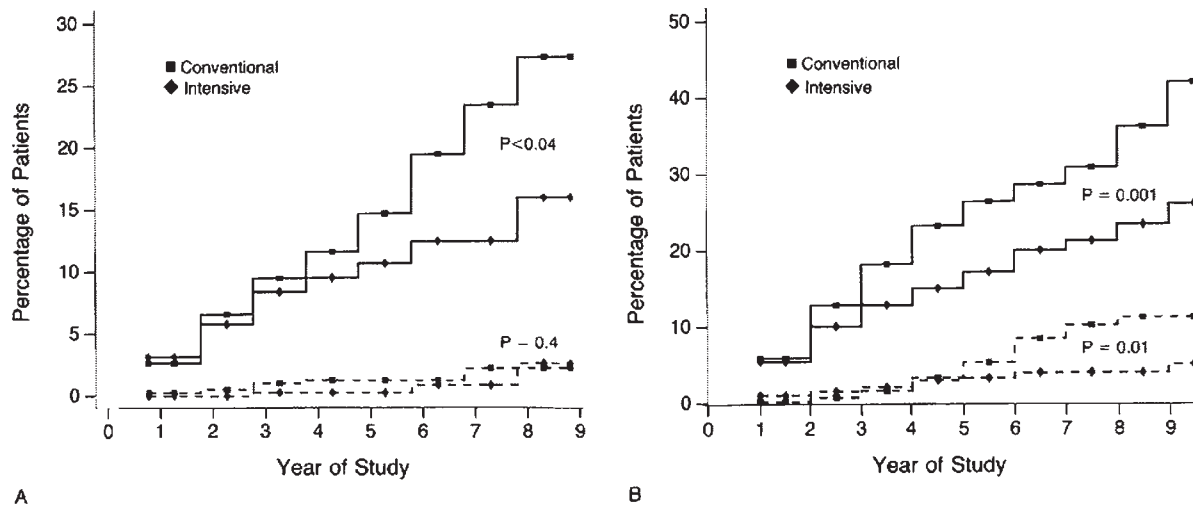 30
25
20
15
10
5
0
Percentage of Patients
Conventional
Intensive
P<0.04
P – 0.4
0 1 2 3 4 5 6 7 8 9
Year of Study
A
50
40
30
20
10
0
Percentage of Patients
Conventional
Intensive
P = 0.001
P = 0.01
0 1 2 3 4 5 6 7 8 9
Year of Study
B